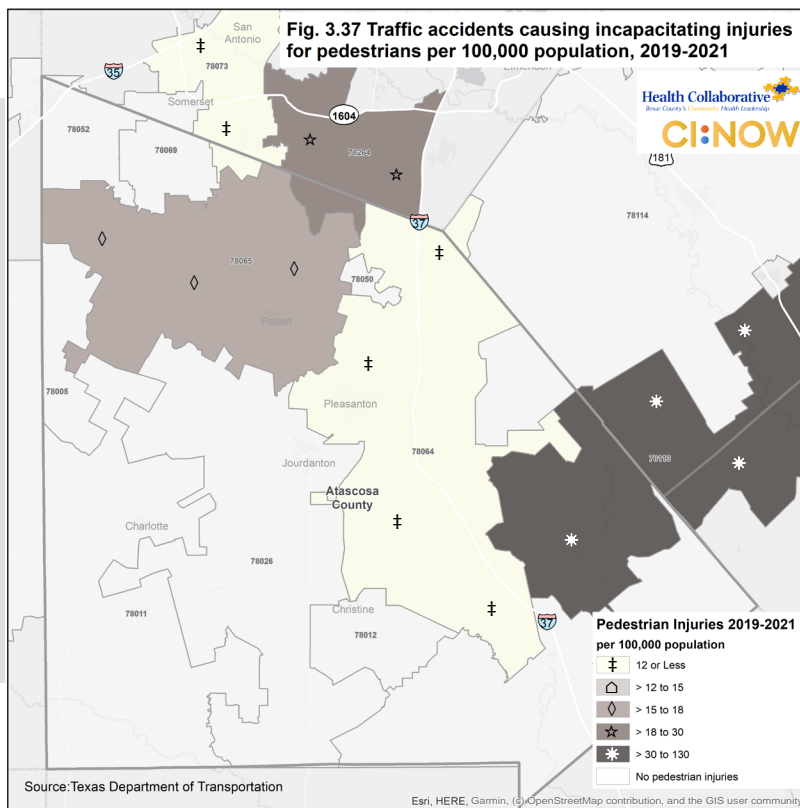 Fig. 3.37 Traffic accidents causing incapacitating injuries
for pedestrians per 100,000 population, 2019-2021
Health Collaborative
Bexar County's Community Health Leadership
CI:NOW
San
Antonio
78073
35
Somerset
1604
Elmendorf
181
78052
78069
78264
78114
37
78065
78050
Poteet
78005
Pleasanton
78064
78113
Jourdanton
Atascosa
County
Charlotte
78026
78011
Christine
78012
37
Pedestrian Injuries 2019-2021
per 100,000 population
12 or Less
> 12 to 15
> 15 to 18
> 18 to 30
> 30 to 130
No pedestrian injuries
Source:Texas Department of Transportation
Esri, HERE, Garmin, (c) OpenStreetMap contribution, and the GIS user community